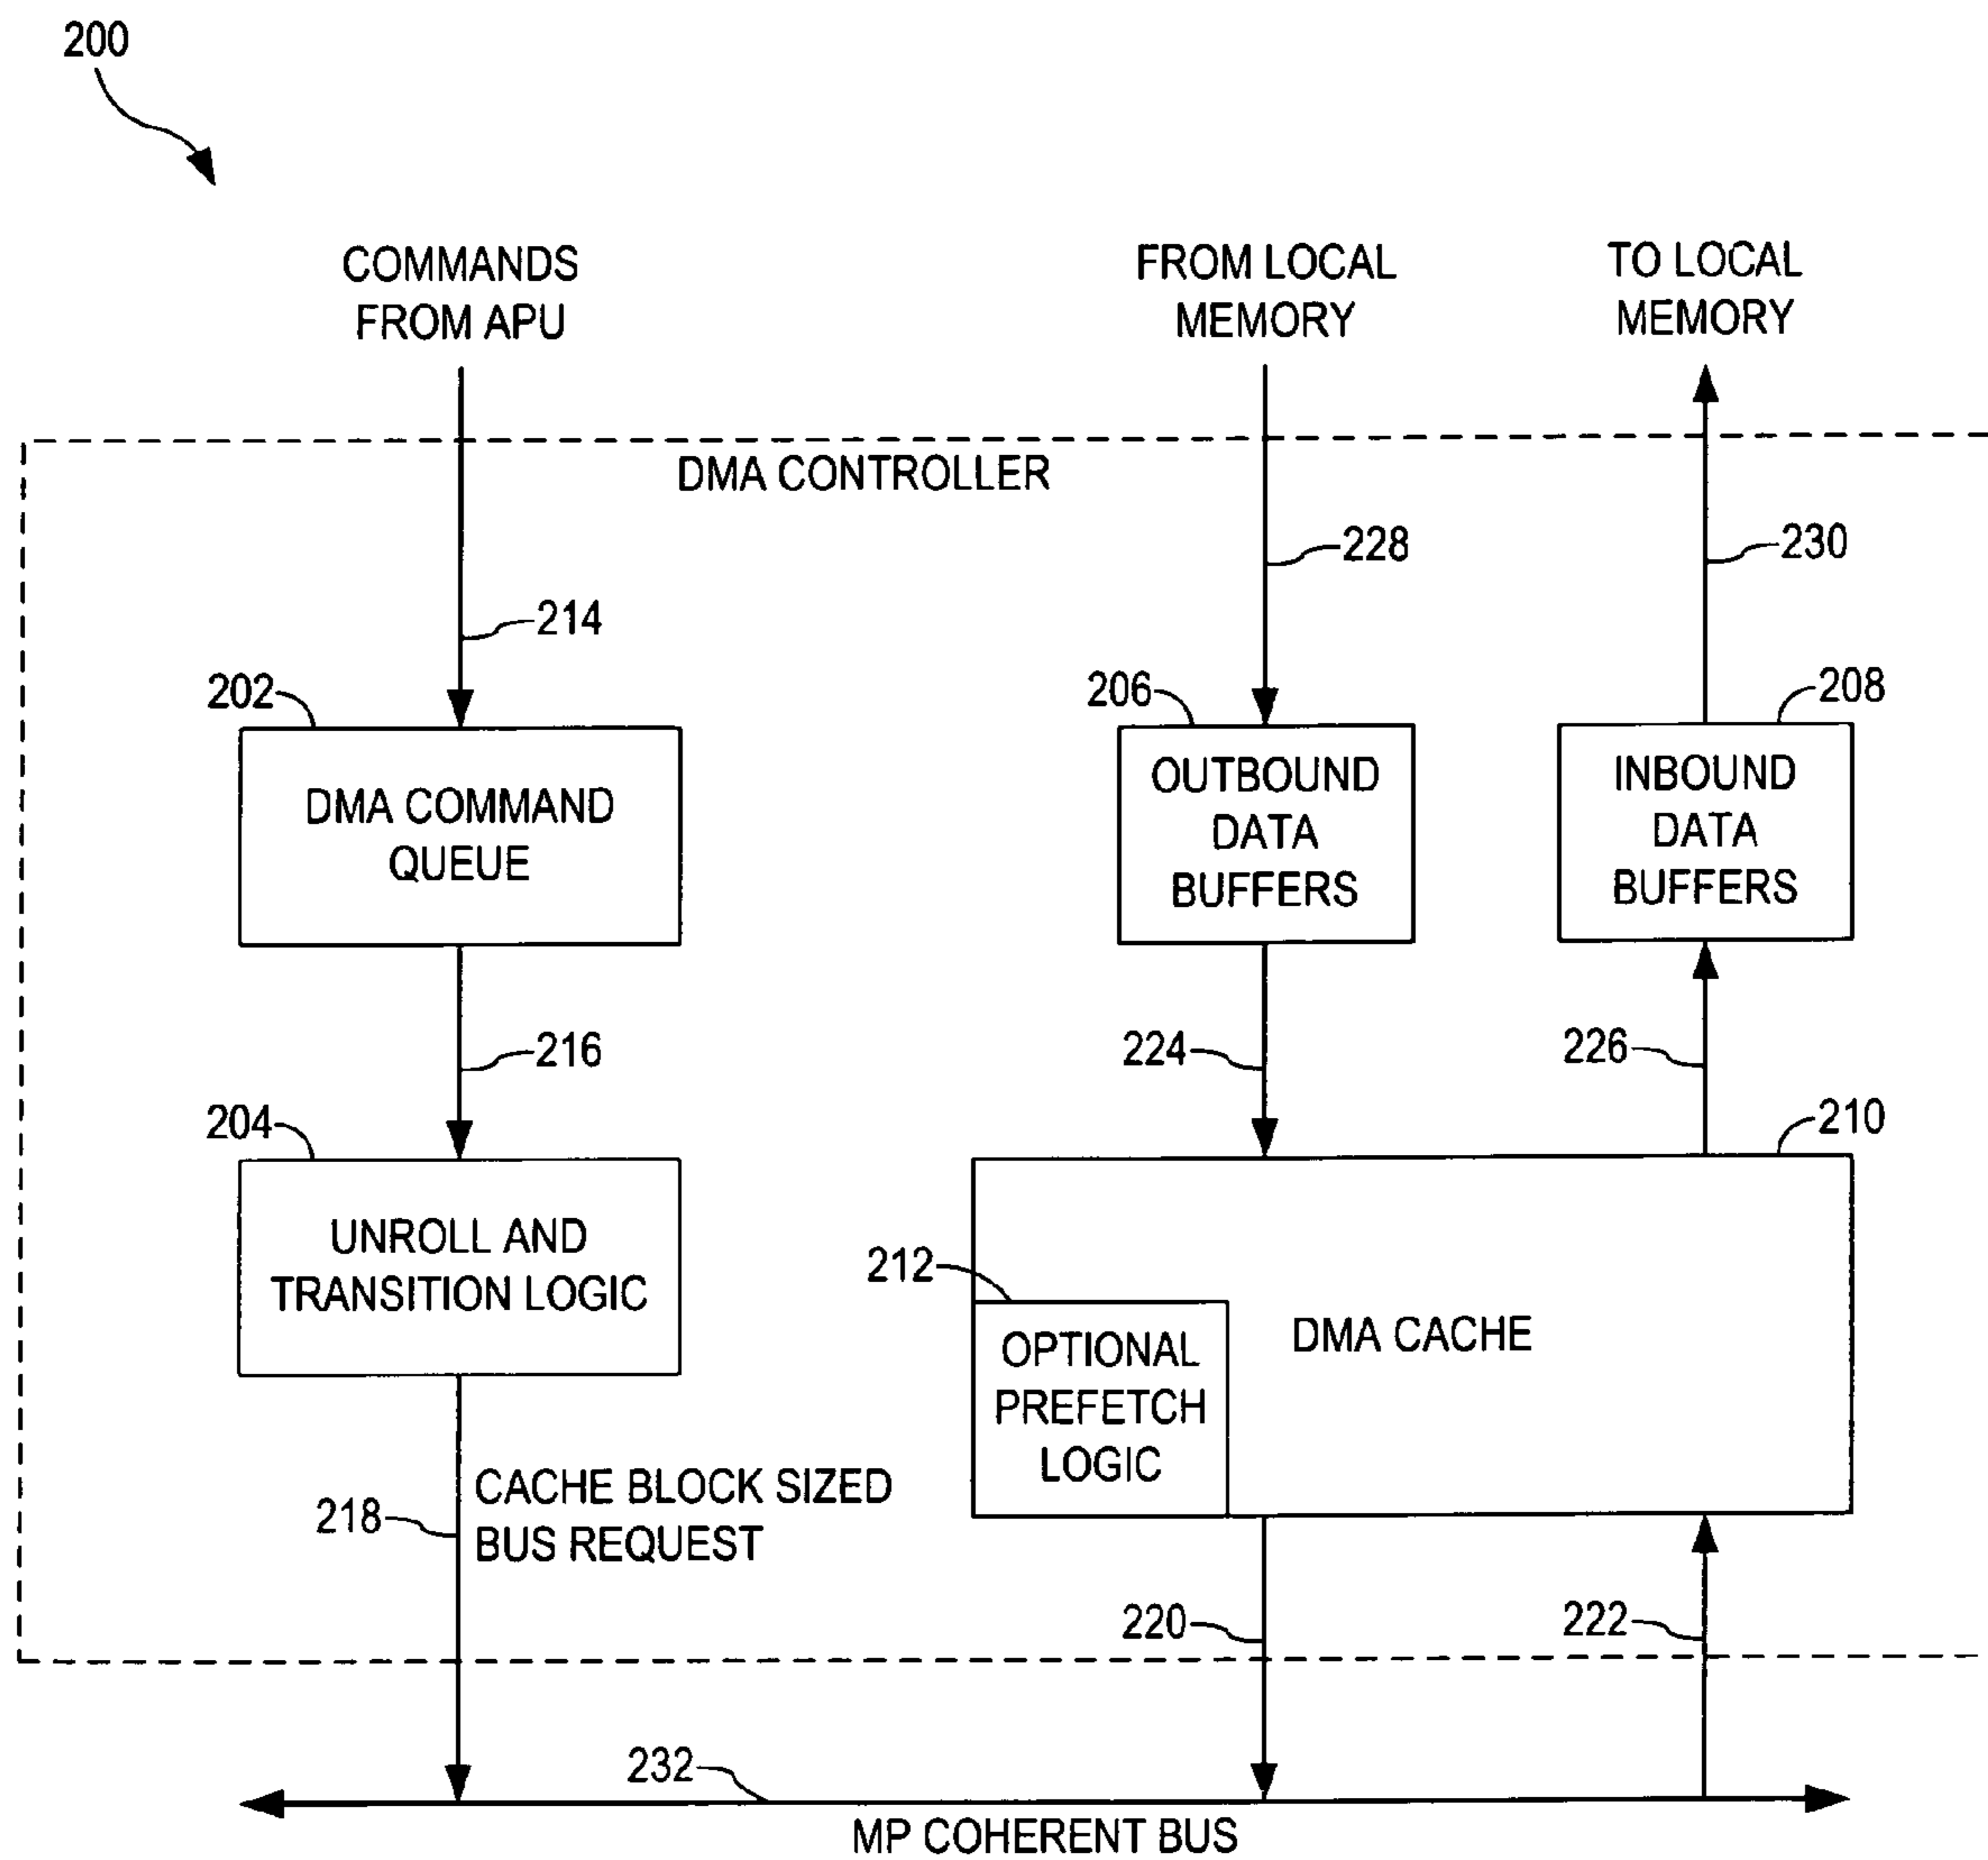 200
COMMANDS
FROM APU
FROM LOCAL
MEMORY
TO LOCAL
MEMORY
DMA CONTROLLER
228
230
214
202
206
208
DMA COMMAND
QUEUE
OUTBOUND
DATA
BUFFERS
INBOUND
DATA
BUFFERS
216
224
226
204
210
UNROLL AND
TRANSITION LOGIC
212
OPTIONAL
PREFETCH
LOGIC
DMA CACHE
218
CACHE BLOCK SIZED
BUS REQUEST
220
222
232
MP COHERENT BUS